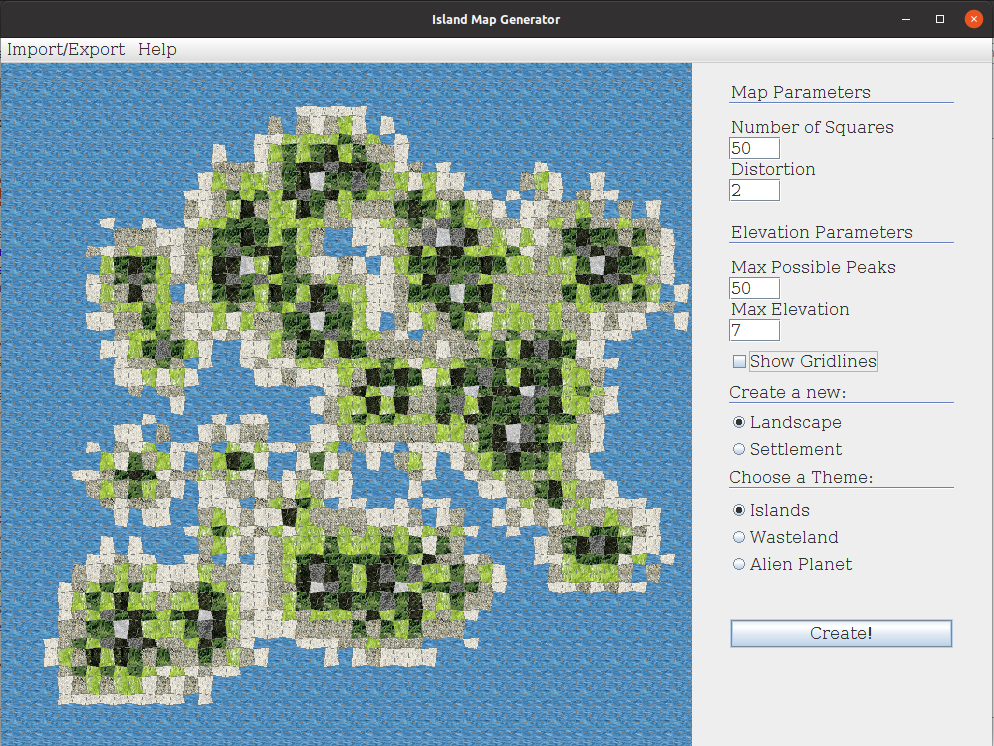 Island Map Generator
Import/Export Help
Map Parameters
Number of Squares
50
Distortion
2
Elevation Parameters
Max Possible Peaks
50
Max Elevation
7
Show Gridlines
Create a new:
Landscape
Settlement
Choose a Theme:
Islands
Wasteland
Alien Planet
Create!